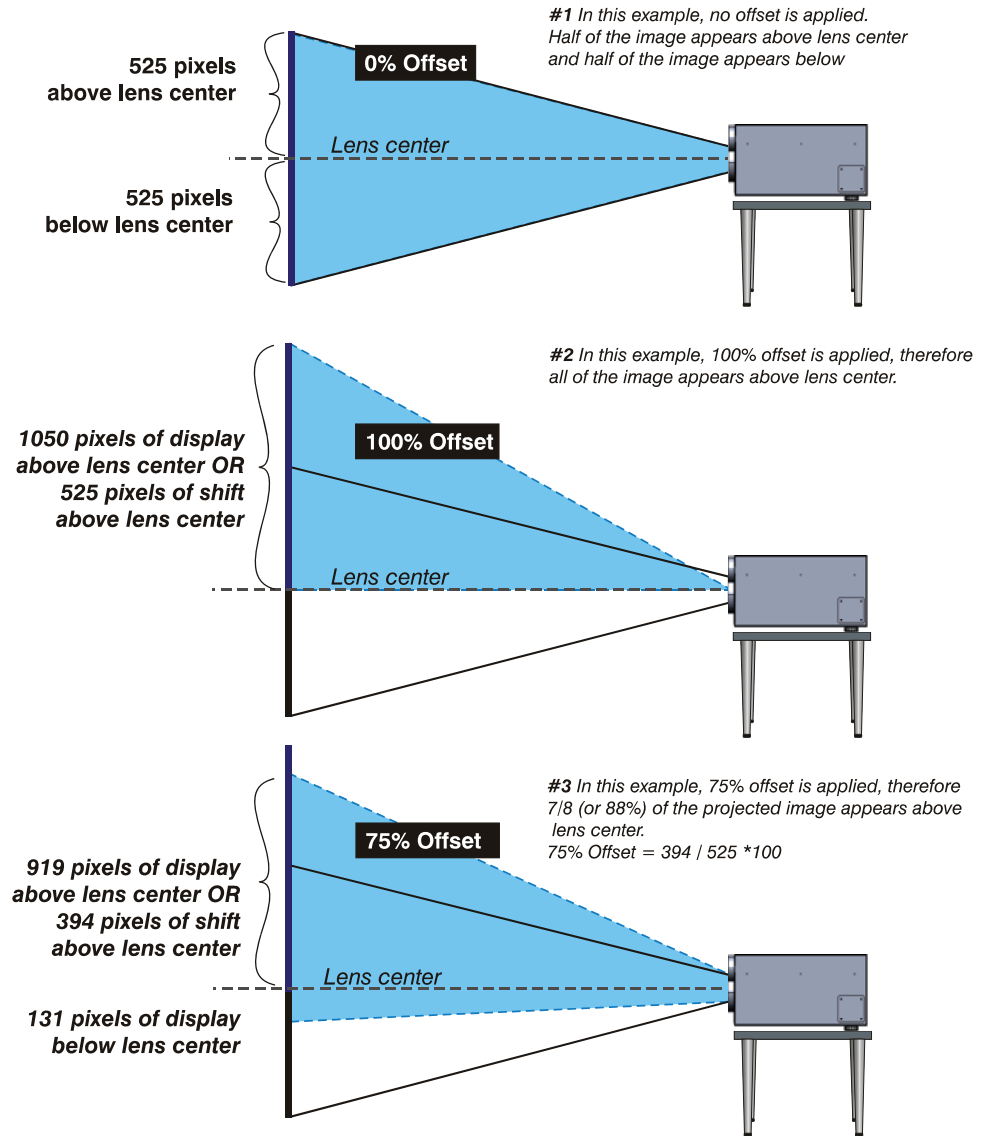 #1 In this example, no offset is applied.
Half of the image appears above lens center
and half of the image appears below
525 pixels
above lens center
0% Offset
Lens center
525 pixels
below lens center
#2 In this example, 100% offset is applied, therefore
all of the image appears above lens center.
1050 pixels of display
above lens center OR
525 pixels of shift
above lens center
100% Offset
Lens center
#3 In this example, 75% offset is applied, therefore
7/8 (or 88%) of the projected image appears above
lens center.
75% Offset = 394 / 525 *100
75% Offset
919 pixels of display
above lens center OR
394 pixels of shift
above lens center
Lens center
131 pixels of display
below lens center